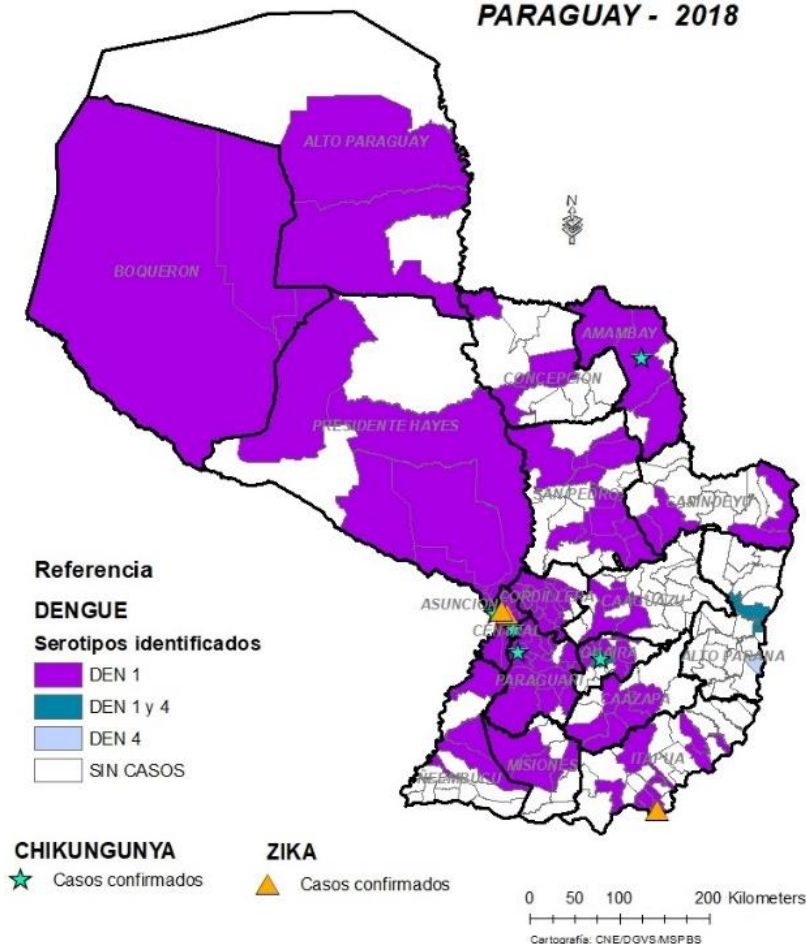 PARAGUAY - 2018
ALTO PARAGUAY
N
BOQUERON
AMAMBAY
CONCEPCION
PRESIDENTE HAYES
SAN PEDRO
CANINDEYU
Referencia
DENGUE
Serotipos identificados
DEN 1
DEN 1 y 4
DEN 4
SIN CASOS
ASUNCION
CORDILLERA
CAAGUAZU
CENTRAL
GUAIRA
ALTO PARANA
PARAGUARI
CAAZAPA
ITAPUA
MISIONES
ÑEEMBUCU
CHIKUNGUNYA
Casos confirmados
ZIKA
Casos confirmados
0 50 100 200 Kilometers
Cartografía: CNE/DGVS/MSPBS